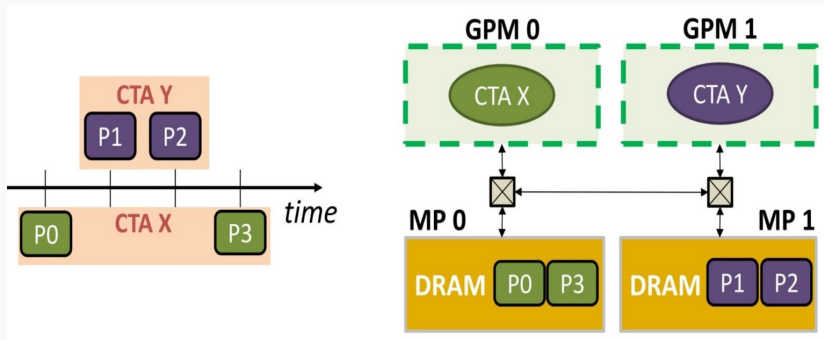 CTA Y
P1 P2
time
P0 CTA X P3
GPM 0 GPM 1
CTA X CTA Y
MP 0 MP 1
DRAM P0 P3 DRAM P1 P2